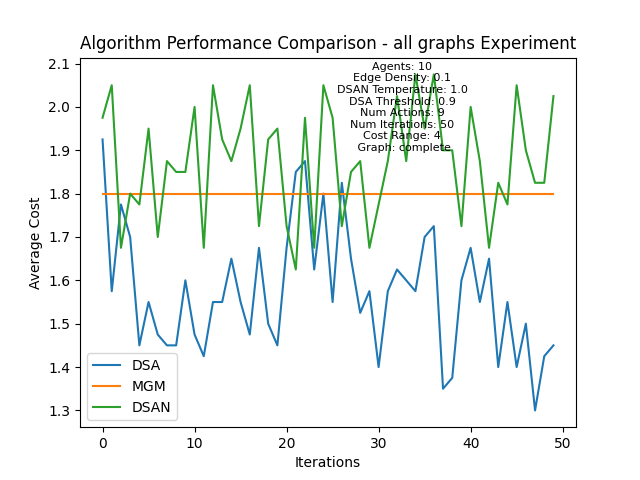 Algorithm Performance Comparison - all graphs Experiment
Agents: 10
Edge Density: 0.1
DSAN Temperature: 1.0
DSA Threshold: 0.9
Num Actions: 9
Num Iterations: 50
Cost Range: 4
Graph: complete
Average Cost
2.1
2.0
1.9
1.8
1.7
1.6
1.5
1.4
1.3
DSA
MGM
DSAN
0 10 20 30 40 50
Iterations